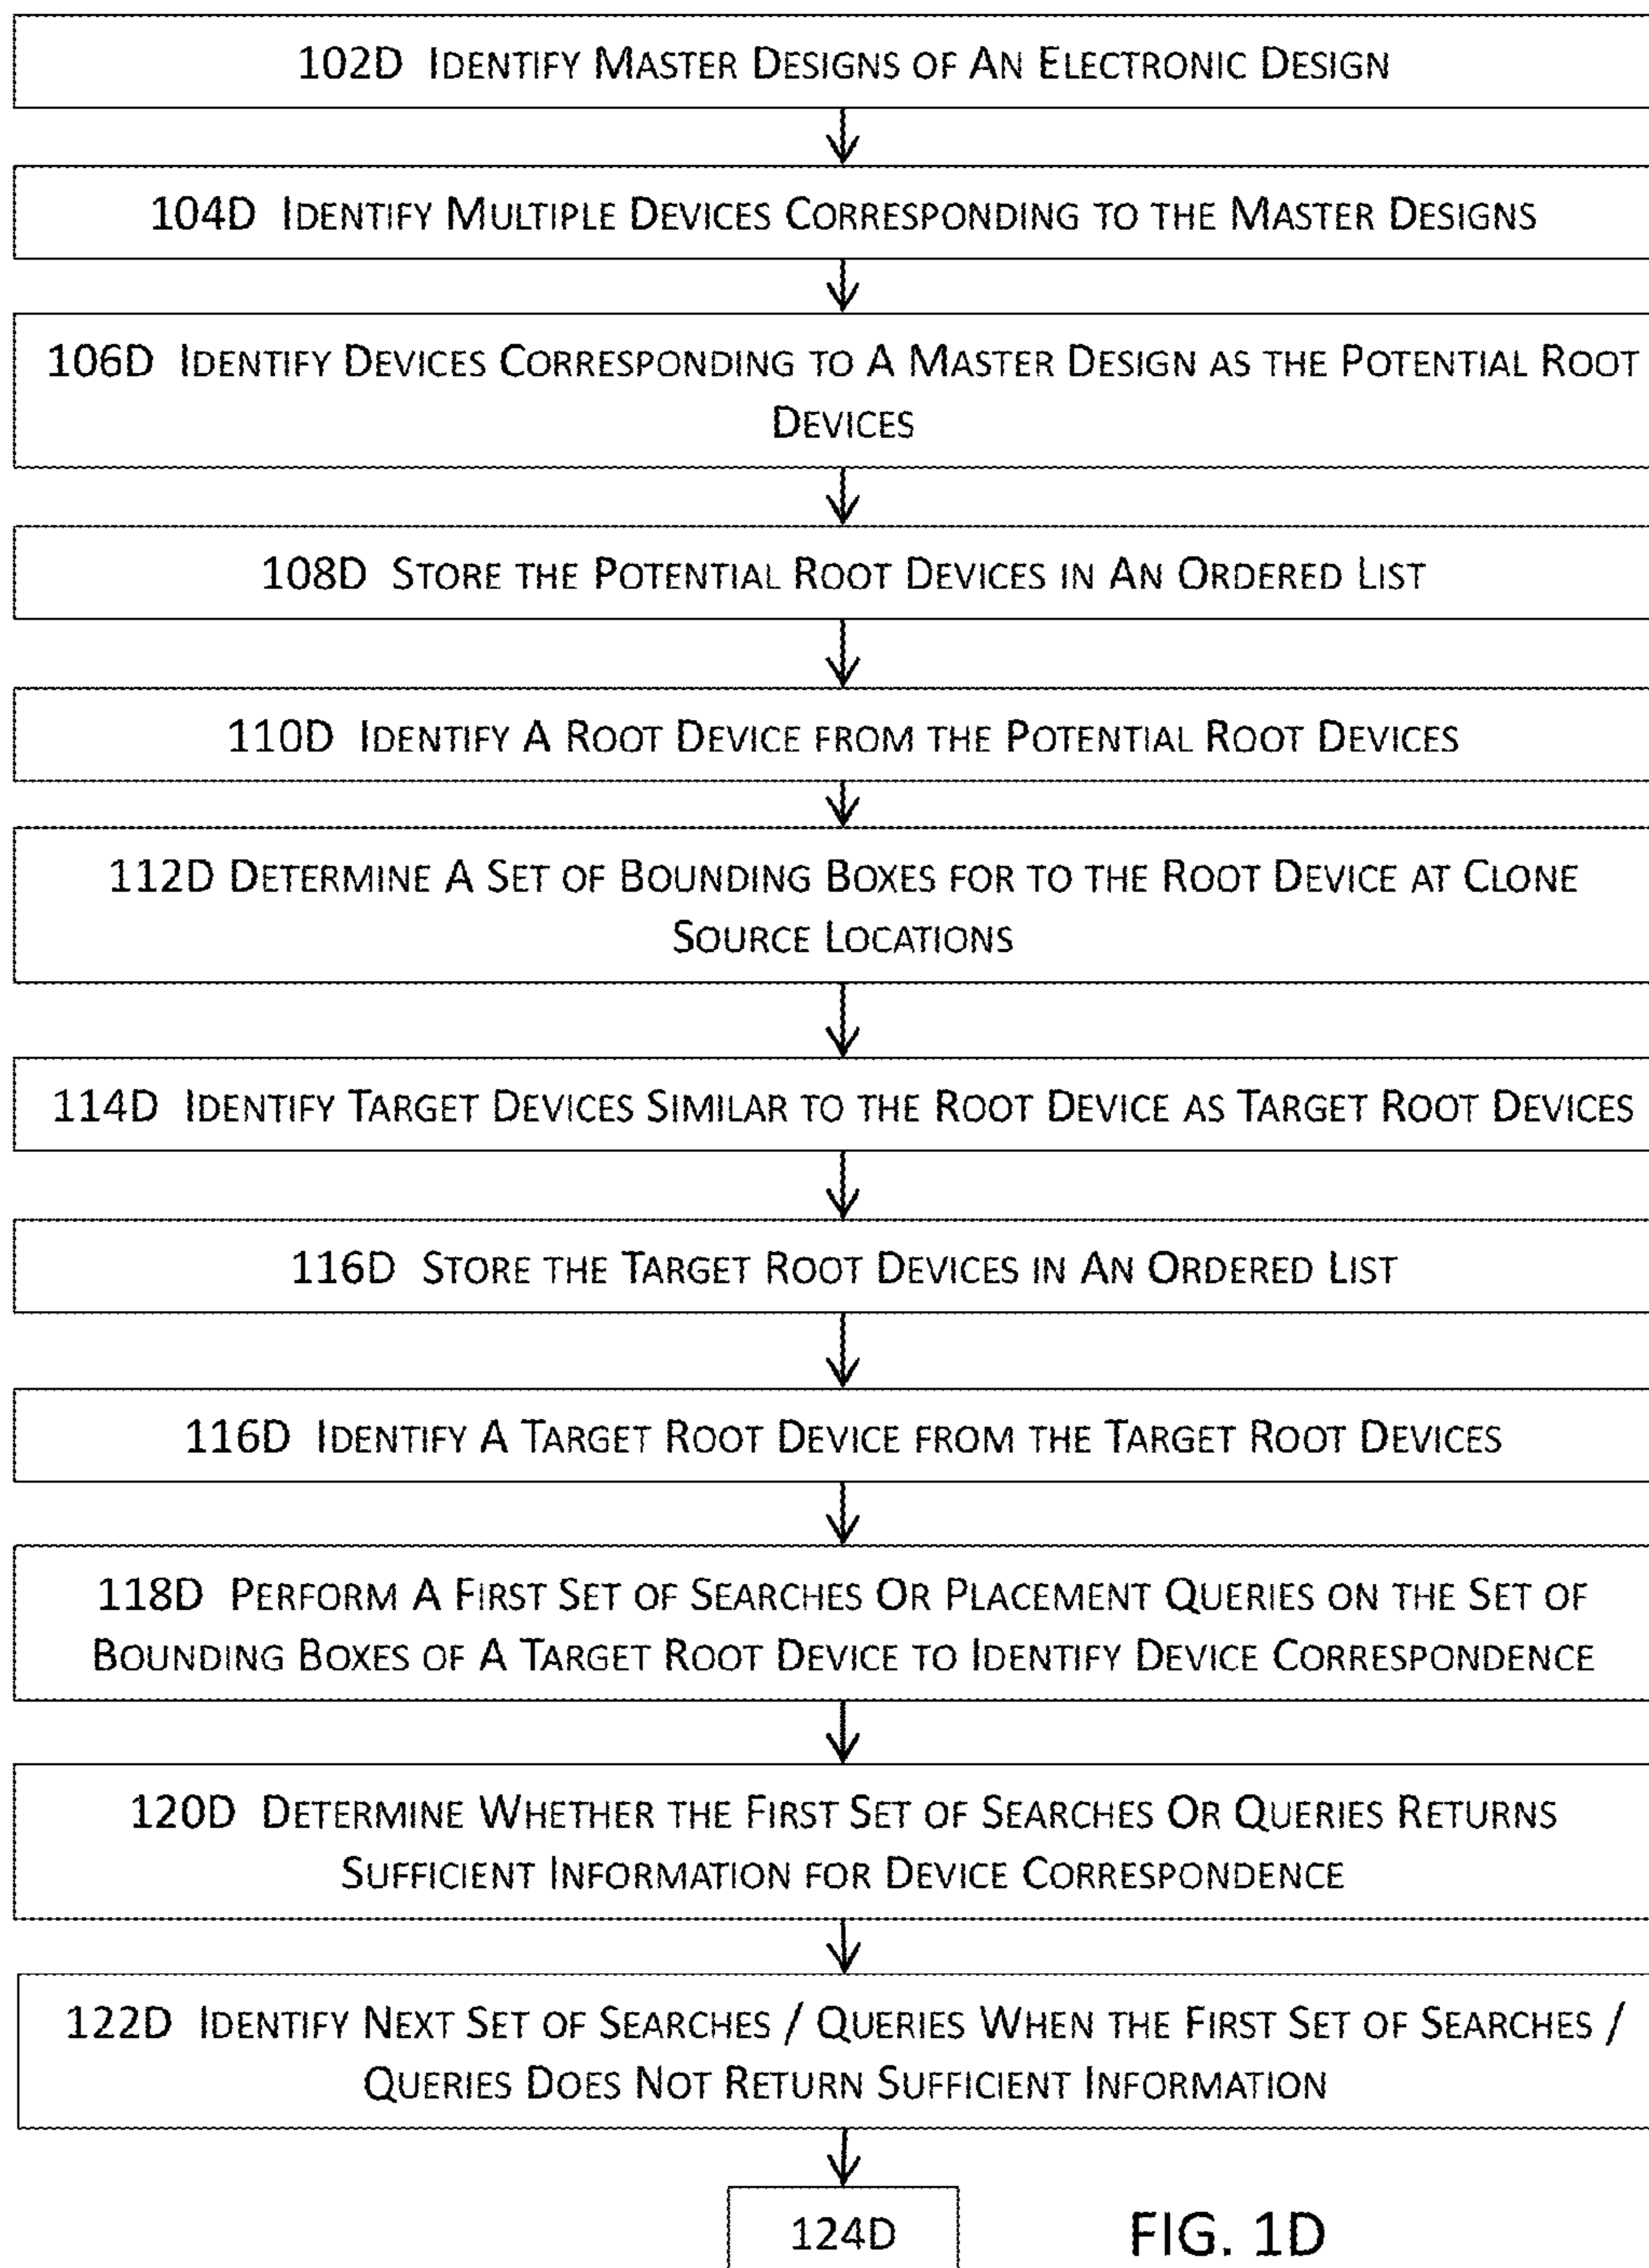 102D IDENTIFY MASTER DESIGNS OF AN ELECTRONIC DESIGN
104D IDENTIFY MULTIPLE DEVICES CORRESPONDING TO THE MASTER DESIGNS
106D IDENTIFY DEVICES CORRESPONDING TO A MASTER DESIGN AS THE POTENTIAL ROOT
DEVICES
108D STORE THE POTENTIAL ROOT DEVICES IN AN ORDERED LIST
110D IDENTIFY A ROOT DEVICE FROM THE POTENTIAL ROOT DEVICES
112D DETERMINE A SET OF BOUNDING BOXES FOR TO THE ROOT DEVICE AT CLONE
SOURCE LOCATIONS
114D IDENTIFY TARGET DEVICES SIMILAR TO THE ROOT DEVICE AS TARGET ROOT DEVICES
116D STORE THE TARGET ROOT DEVICES IN AN ORDERED LIST
116D IDENTIFY A TARGET ROOT DEVICE FROM THE TARGET ROOT DEVICES
118D PERFORM A FIRST SET OF SEARCHES OR PLACEMENT QUERIES ON THE SET OF
BOUNDING BOXES OF A TARGET ROOT DEVICE TO IDENTIFY DEVICE CORRESPONDENCE
120D DETERMINE WHETHER THE FIRST SET OF SEARCHES OR QUERIES RETURNS
SUFFICIENT INFORMATION FOR DEVICE CORRESPONDENCE
122D IDENTIFY NEXT SET OF SEARCHES / QUERIES WHEN THE FIRST SET OF SEARCHES /
QUERIES DOES NOT RETURN SUFFICIENT INFORMATION
124D
FIG. 1D